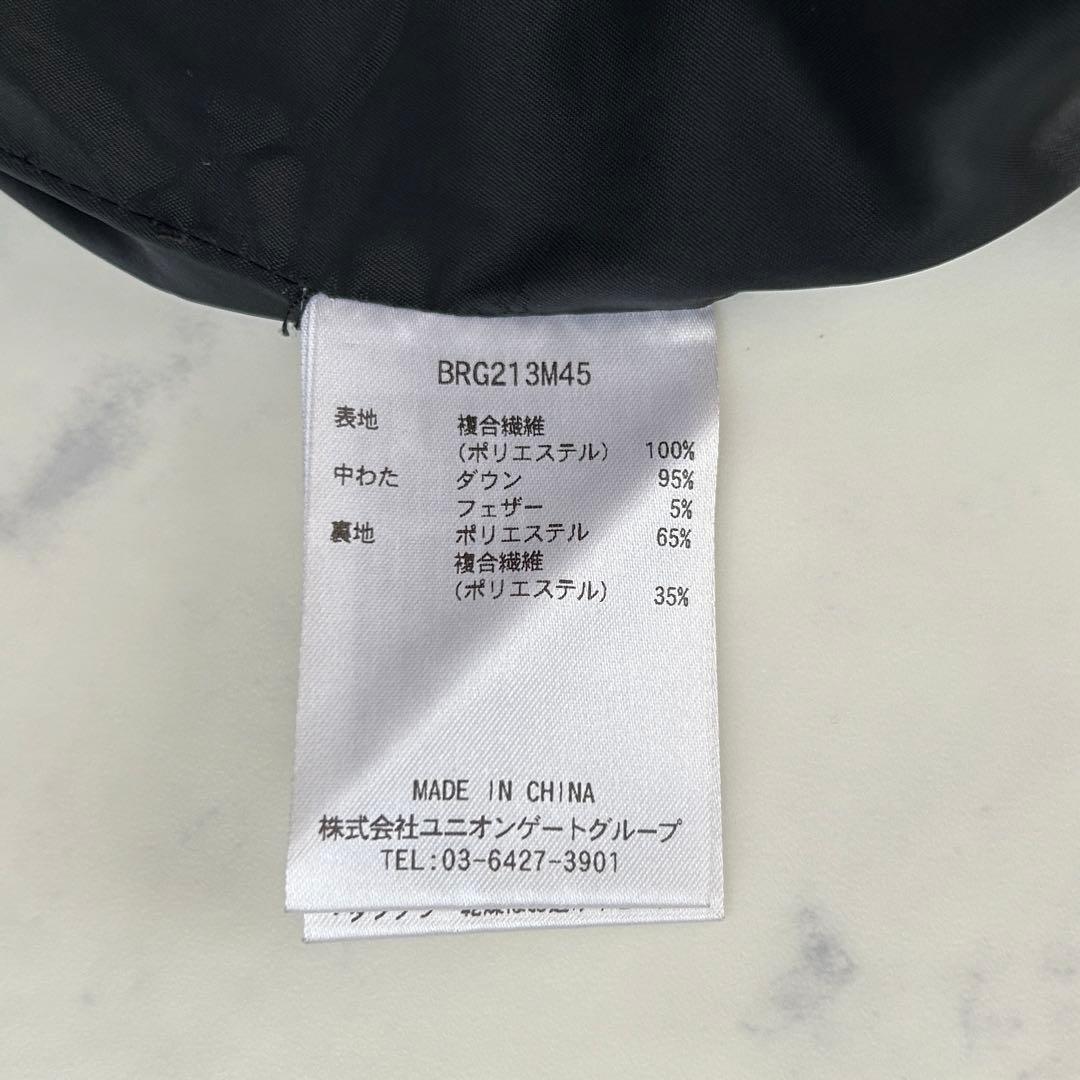 BRG213M45
表地 複合繊維
(ポリエステル) 100%
中わた ダウン 95%
フェザー 5%
裏地 ポリエステル 65%
複合繊維
(ポリエステル) 35%
MADE IN CHINA
株式会社ユニオンゲートグループ
TEL:03-6427-3901